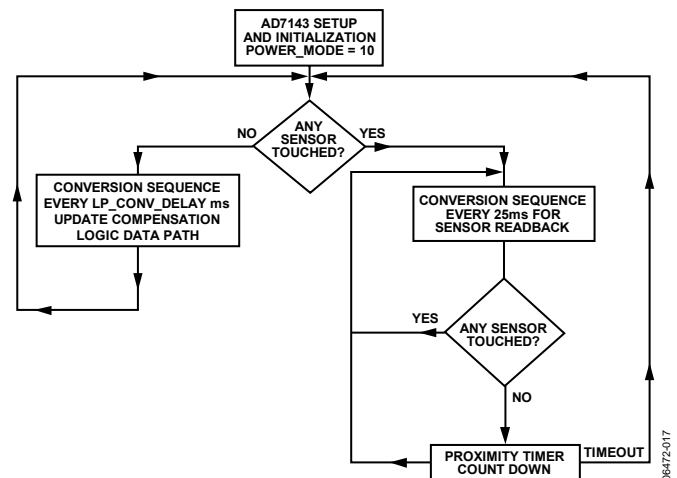 AD7143 SETUP
AND INITIALIZATION
POWER_MODE = 10
ANY
SENSOR
TOUCHED?
NO
YES
CONVERSION SEQUENCE
EVERY LP_CONV_DELAY ms
UPDATE COMPENSATION
LOGIC DATA PATH
CONVERSION SEQUENCE
EVERY 25ms FOR
SENSOR READBACK
ANY SENSOR
TOUCHED?
YES
NO
PROXIMITY TIMER
COUNT DOWN
TIMEOUT
06472-017